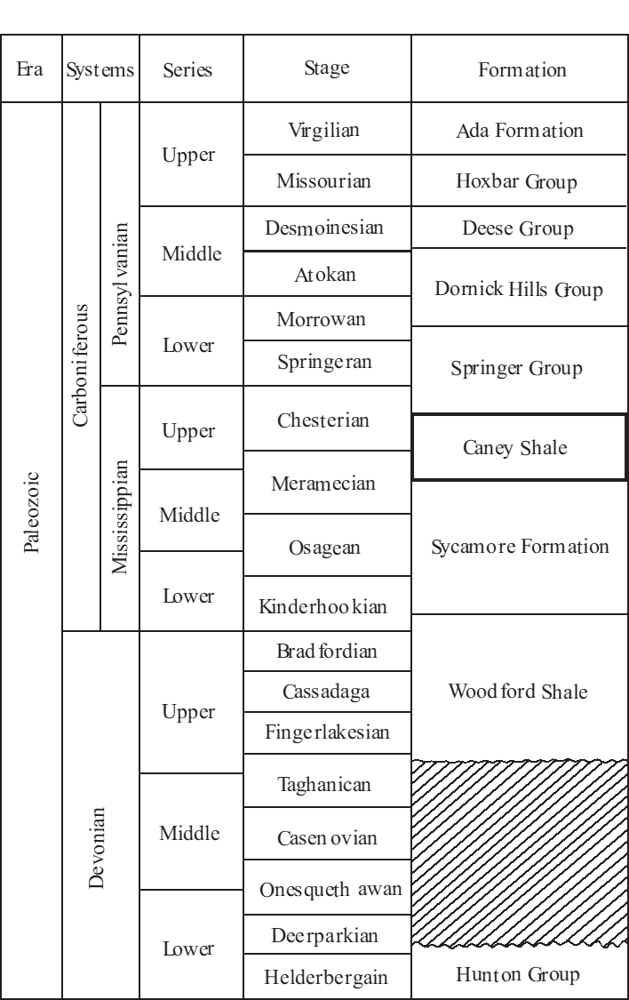 Era Systems Series Stage Formation
Paleozoic
Carboniferous
Pennsylvanian
Upper
Virgilian
Ada Formation
Missourian
Hoxbar Group
Middle
Desmoinesian
Deese Group
Atokan
Dornick Hills Group
Lower
Morrowan
Springeran
Springer Group
Mississippian
Upper
Chesterian
Caney Shale
Meramecian
Middle
Osagean
Sycamore Formation
Lower
Kinderhookian
Devonian
Upper
Bradfordian
Cassadaga
Woodford Shale
Fingerlakesian
Taghanican
Middle
Casenovian
Onesquethawan
Lower
Deerparkian
Helderbergain
Hunton Group